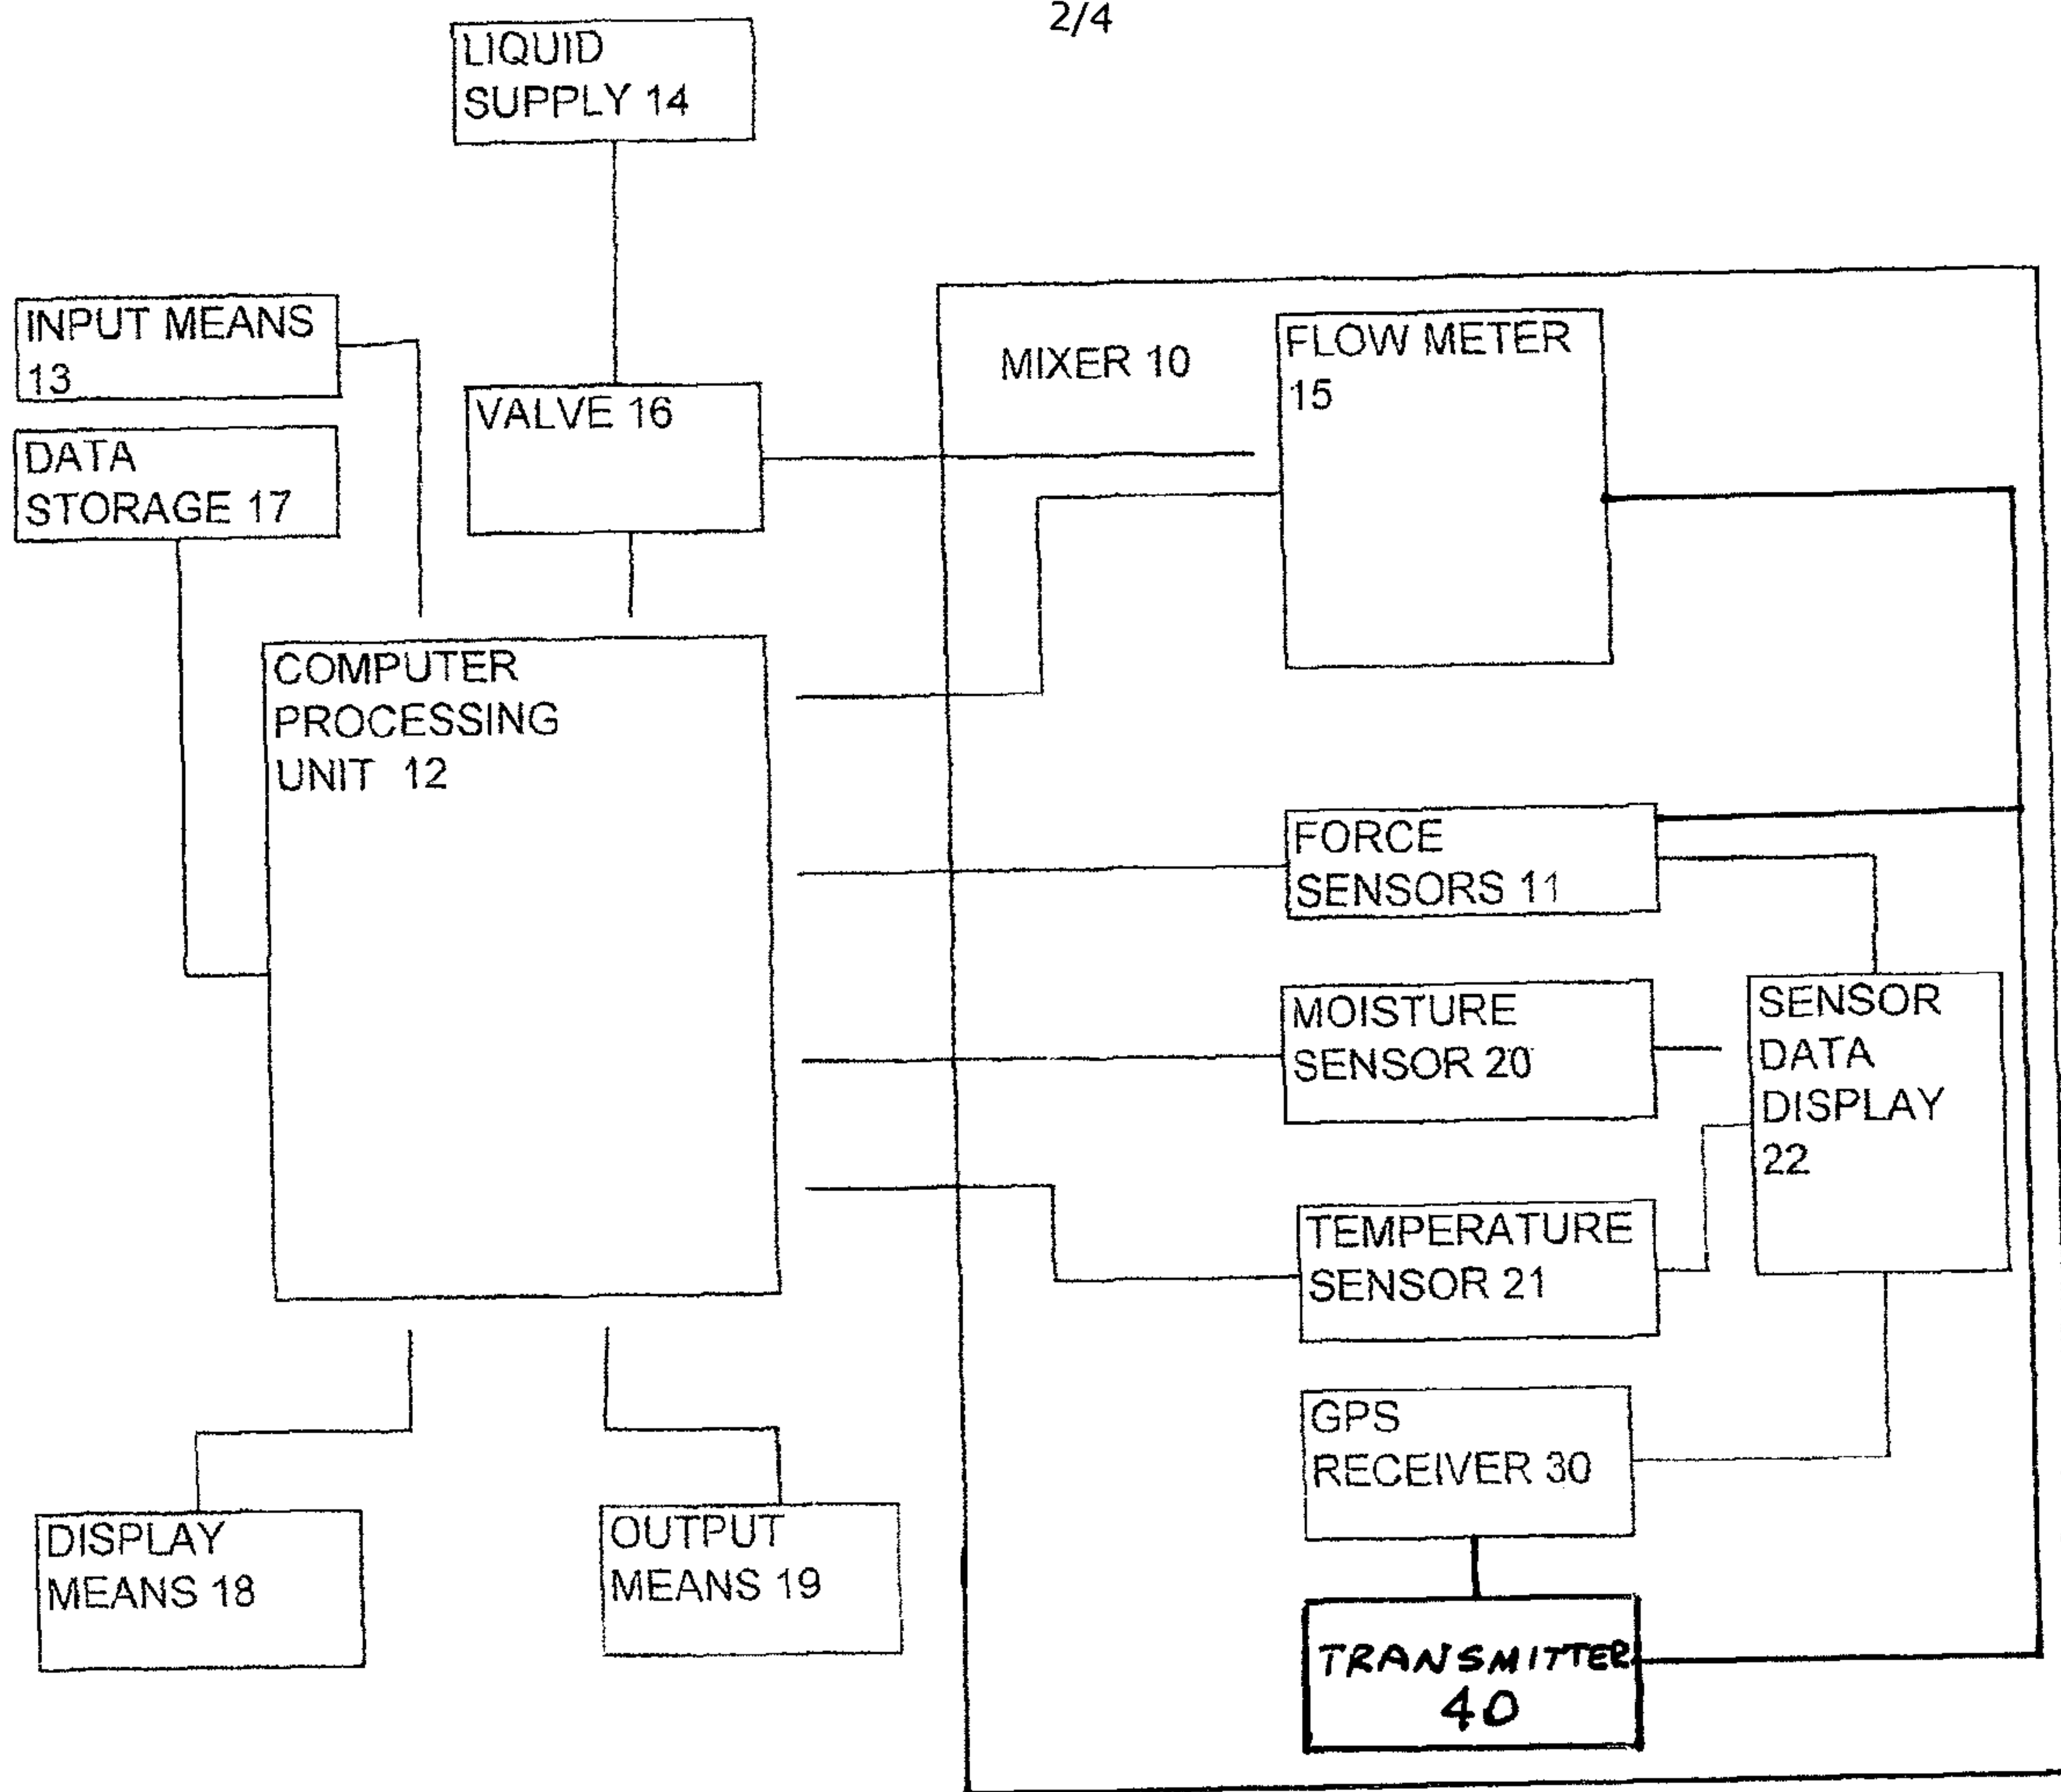 2/4
LIQUID
SUPPLY 14
INPUT MEANS
13
DATA
STORAGE 17
VALVE 16
MIXER 10
FLOW METER
15
COMPUTER
PROCESSING
UNIT 12
FORCE
SENSORS 11
MOISTURE
SENSOR 20
SENSOR
DATA
DISPLAY
22
TEMPERATURE
SENSOR 21
GPS
RECEIVER 30
DISPLAY
MEANS 18
OUTPUT
MEANS 19
TRANSMITTER
40